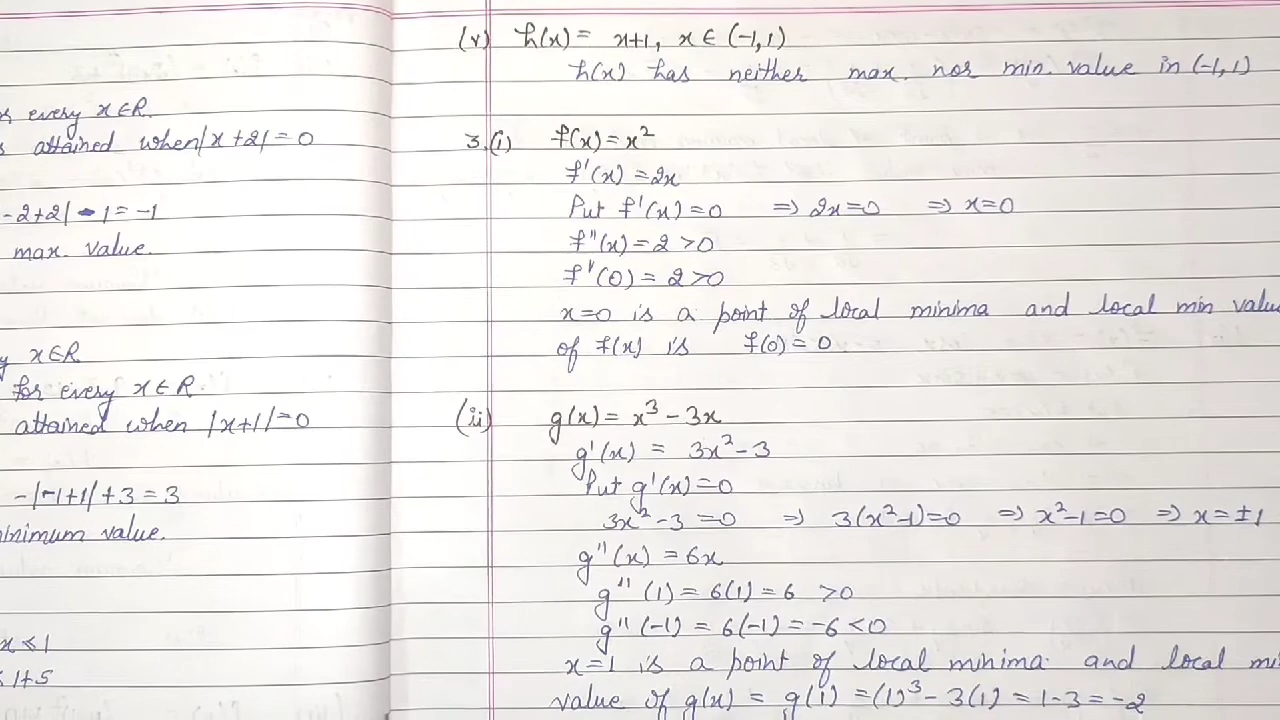 every x∈R.
attained when |x+2| = 0
-2+2| - 1 = -1
max. value.
x∈R
for every x∈R.
attained when |x+1| = 0
-|-1+1| + 3 = 3
minimum value.
x < 1
1+5
(v) h(x) = x+1, x ∈ (-1,1)
h(x) has neither max. nor min. value in (-1,1)
3.(i) f(x) = x²
f'(x) = 2x
Put f'(x) = 0 ⇒ 2x=0 ⇒ x=0
f''(x) = 2 >0
f''(0) = 2 >0
x=0 is a point of local minima and local min valu
of f(x) is f(0) = 0
(ii) g(x) = x³ - 3x
g'(x) = 3x² - 3
Put g'(x) = 0
3x² - 3 = 0 ⇒ 3(x²-1) = 0 ⇒ x²-1=0 ⇒ x = ±1
g''(x) = 6x
g''(1) = 6(1) = 6 >0
g''(-1) = 6(-1) = -6 <0
x=1 is a point of local minima and local mi
value of g(x) = g(1) = (1)³ - 3(1) = 1-3 = -2